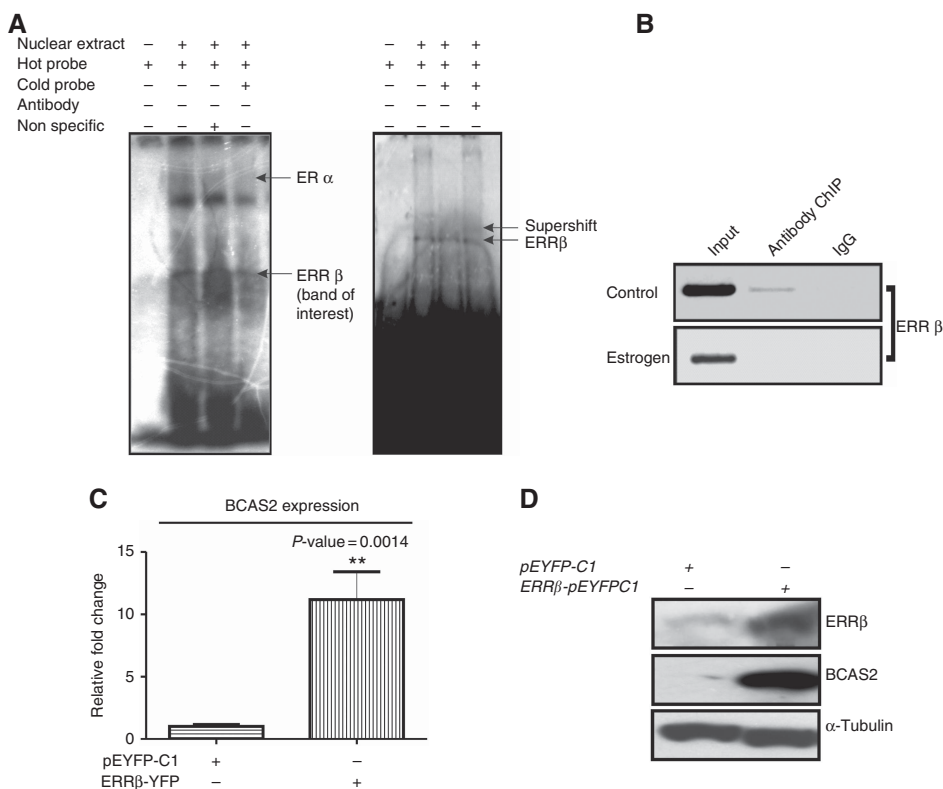 A
Nuclear extract – + + + – + + +
Hot probe + + + + + + + +
Cold probe – – – + – – + +
Antibody – – – – – – – +
Non specific – – + – – – – –
ER α
ERR β
(band of
interest)
Supershift
ERRβ
B
Input
Antibody ChIP
IgG
Control
Estrogen
ERR β
C
BCAS2 expression
P-value = 0.0014
**
Relative fold change
15
10
5
0
pEYFP-C1 + –
ERRβ-YFP – +
D
pEYFP-C1 + –
ERRβ-pEYFPC1 – +
ERRβ
BCAS2
α-Tubulin